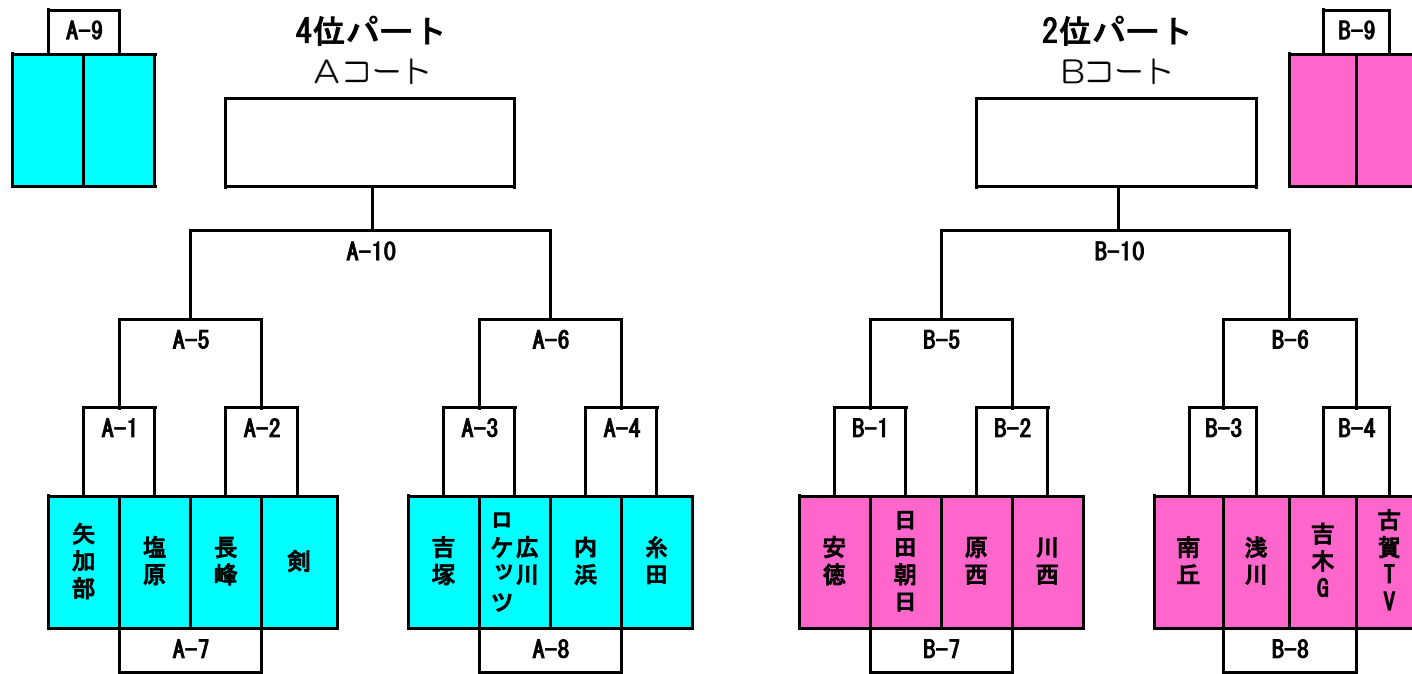 A-9
4位パート
Aコート
A-10
A-5
A-6
A-1
A-2
A-3
A-4
矢加部
塩原
長峰
剣
吉塚
広川
ロケッツ
内浜
糸田
A-7
A-8
2位パート
Bコート
B-9
B-10
B-5
B-6
B-1
B-2
B-3
B-4
安徳
日田朝日
原西
川西
南丘
浅川
吉木G
古賀TV
B-7
B-8